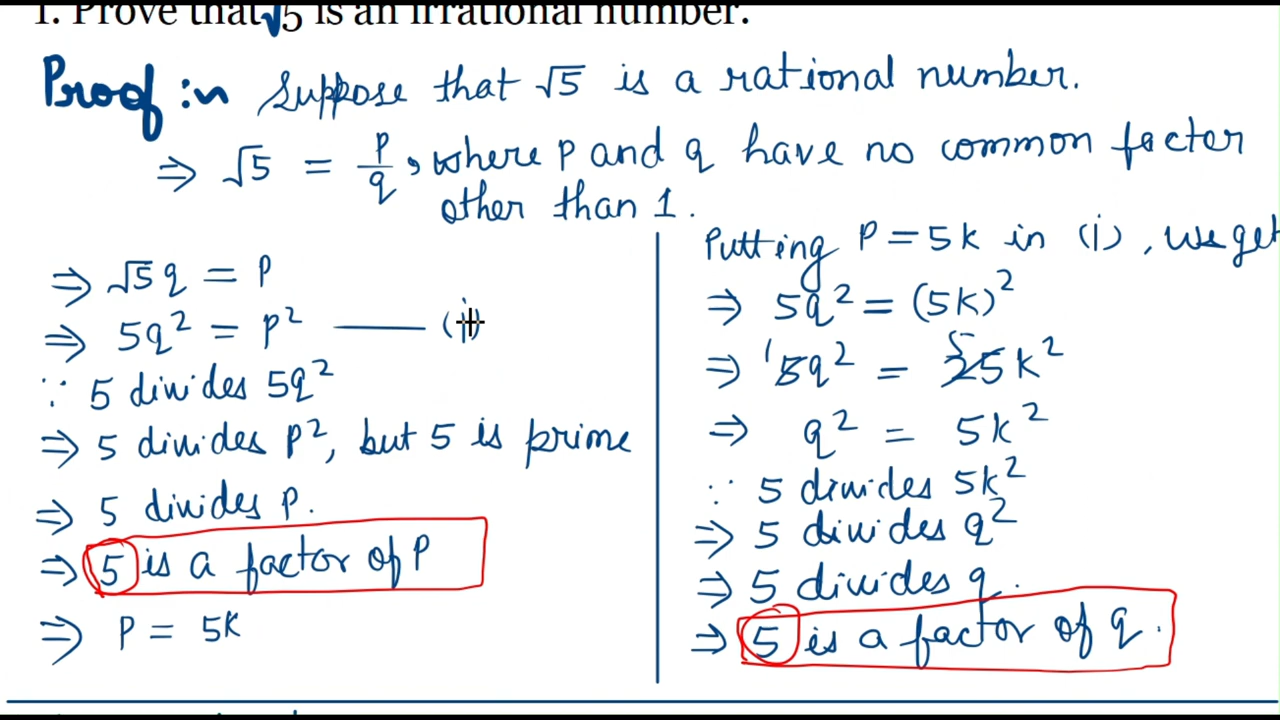 1. Prove that √5 is an irrational number.
Proof :- Suppose that √5 is a rational number.
⇒ √5 = p/q, where p and q have no common factor
other than 1.
⇒ √5q = p
⇒ 5q² = p² —— (i)
∵ 5 divides 5q²
⇒ 5 divides p², but 5 is prime
⇒ 5 divides p.
⇒ 5 is a factor of p
⇒ p = 5k
Putting p = 5k in (i), we get
⇒ 5q² = (5k)²
⇒ 5q² = 25k²
⇒ q² = 5k²
∵ 5 divides 5k²
⇒ 5 divides q²
⇒ 5 divides q.
⇒ 5 is a factor of q.